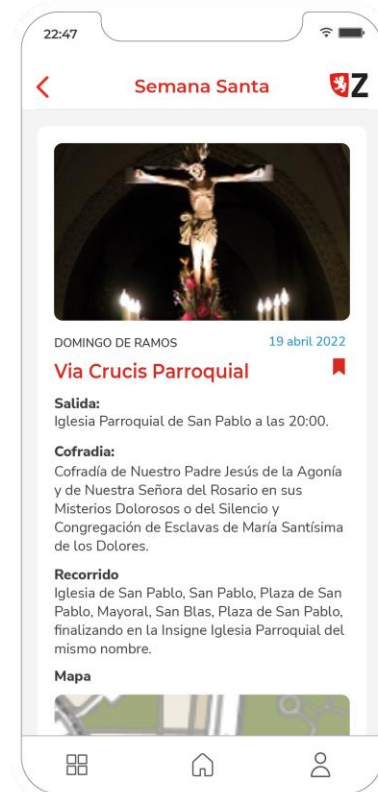 22:47
Semana Santa
Z
DOMINGO DE RAMOS
19 abril 2022
Via Crucis Parroquial
Salida:
Iglesia Parroquial de San Pablo a las 20:00.
Cofradia:
Cofradía de Nuestro Padre Jesús de la Agonía
y de Nuestra Señora del Rosario en sus
Misterios Dolorosos o del Silencio y
Congregación de Esclavas de María Santísima
de los Dolores.
Recorrido
Iglesia de San Pablo, San Pablo, Plaza de San
Pablo, Mayoral, San Blas, Plaza de San Pablo,
finalizando en la Insigne Iglesia Parroquial del
mismo nombre.
Mapa